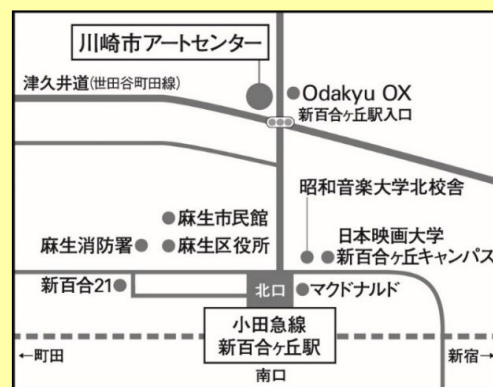 川崎市アートセンター
津久井道(世田谷町田線)
Odakyu OX
新百合ヶ丘駅入口
昭和音楽大学北校舎
麻生市民館
日本映画大学
新百合ヶ丘キャンパス
麻生消防署
麻生区役所
新百合21
北口
マクドナルド
小田急線
新百合ヶ丘駅
←町田
新宿→
南口